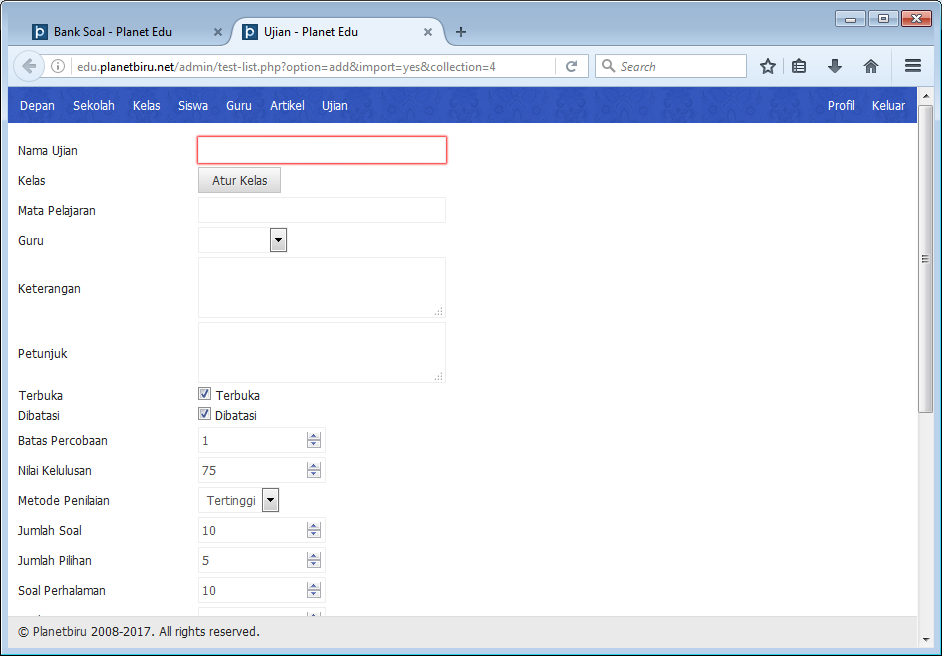 Bank Soal - Planet Edu
Ujian - Planet Edu
edu.planetbiru.net/admin/test-list.php?option=add&import=yes&collection=4
Search
Depan Sekolah Kelas Siswa Guru Artikel Ujian Profil Keluar
Nama Ujian
Kelas Atur Kelas
Mata Pelajaran
Guru
Keterangan
Petunjuk
Terbuka Terbuka
Dibatasi Dibatasi
Batas Percobaan 1
Nilai Kelulusan 75
Metode Penilaian Tertinggi
Jumlah Soal 10
Jumlah Pilihan 5
Soal Perhalaman 10
© Planetbiru 2008-2017. All rights reserved.